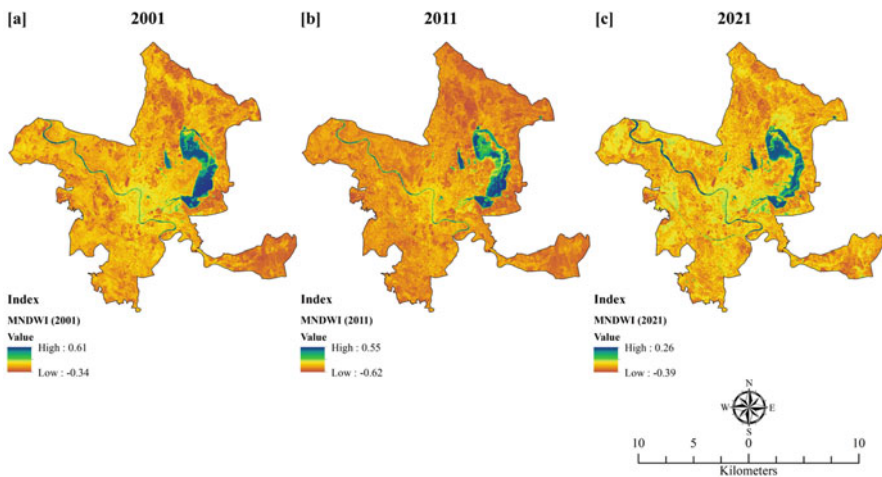 [a] 2001
[b] 2011
[c] 2021
Index
MNDWI (2001)
Value
High : 0.61
Low : -0.34
Index
MNDWI (2011)
Value
High : 0.55
Low : -0.62
Index
MNDWI (2021)
Value
High : 0.26
Low : -0.39
N
W E
S
10 5 0 10
Kilometers